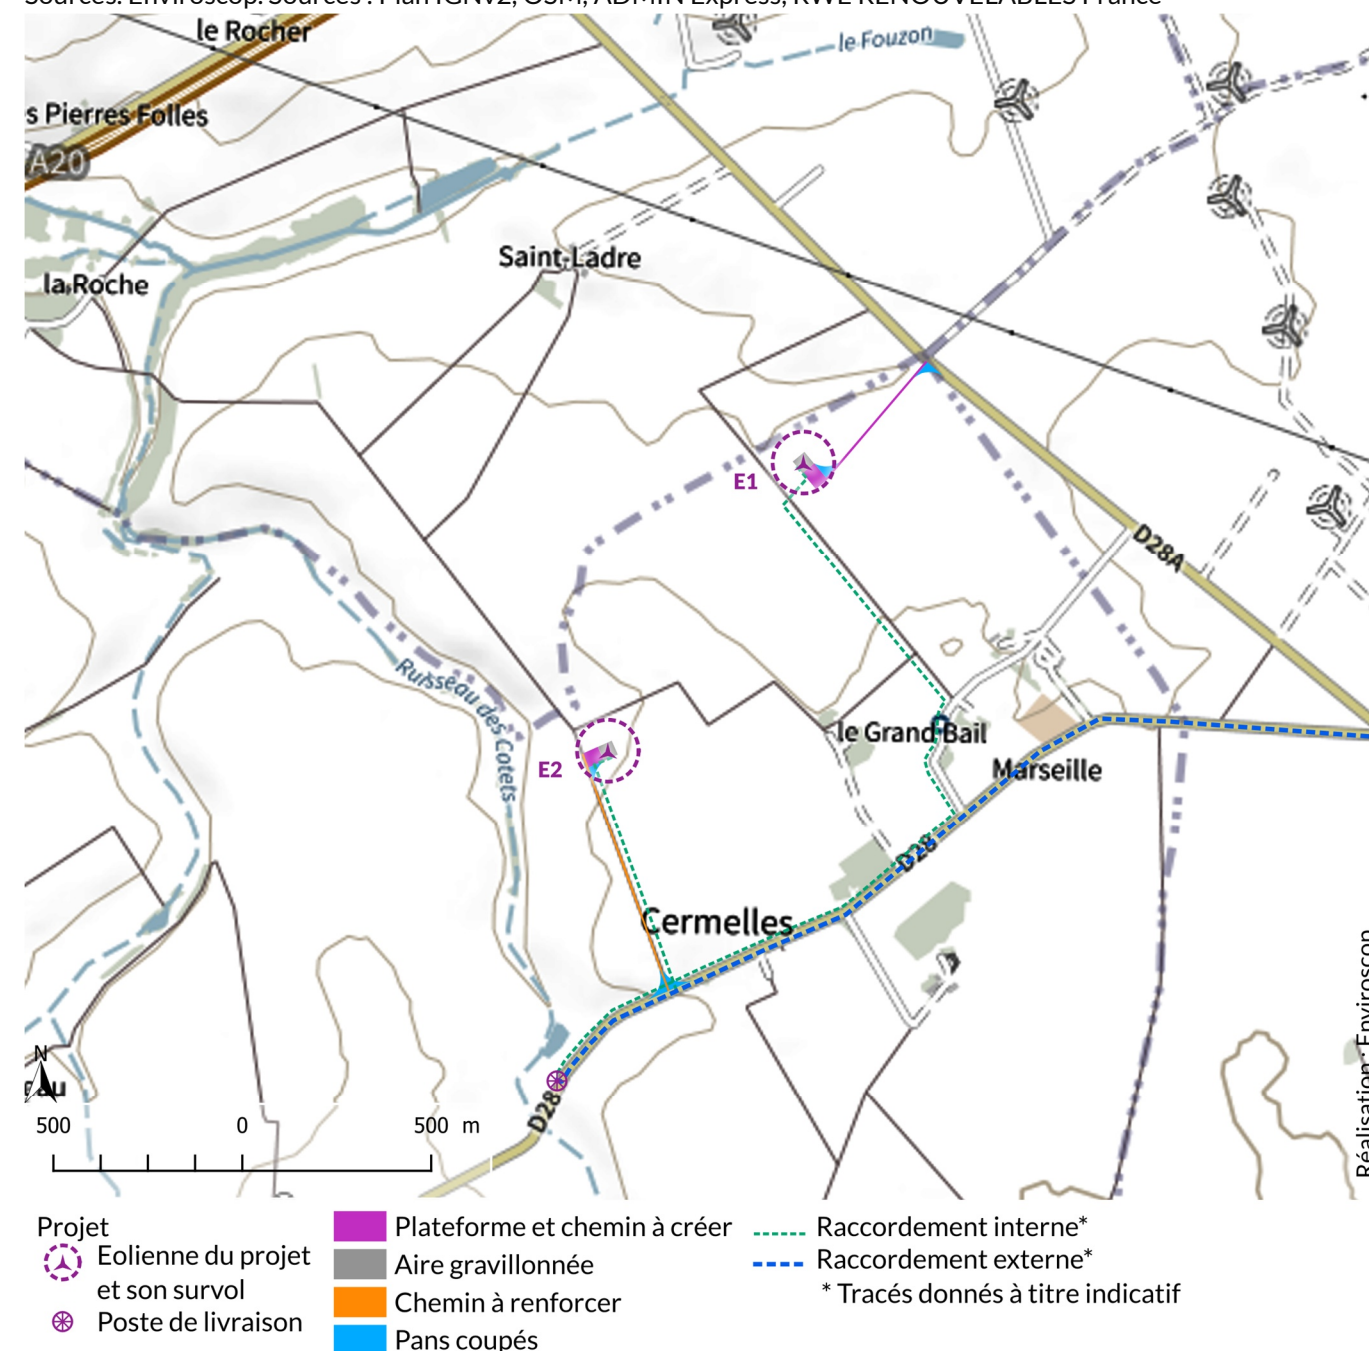 le Rocher
le Fouzon
s Pierres Folles
A20
Saint-Ladre
la Roche
E1
D28A
Ruisseau des Cotets
le Grand Bail
E2
Marseille
D28
Cermelles
N
D28
500 0 500 m
Réalisation : Enviroscop
Projet
Eolienne du projet
et son survol
Poste de livraison
Plateforme et chemin à créer
Aire gravillonnée
Chemin à renforcer
Pans coupés
Raccordement interne*
Raccordement externe*
* Tracés donnés à titre indicatif